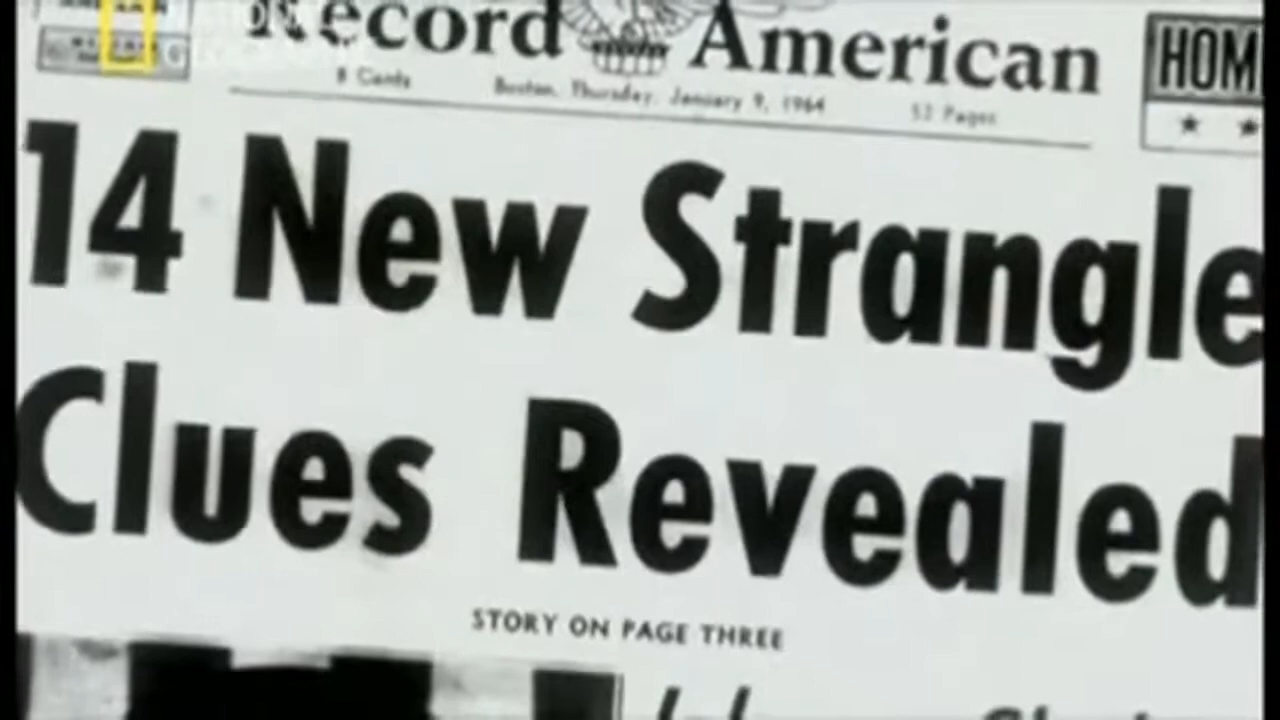 Record American
HOM
8 Cents Boston, Thursday, January 9, 1964 52 Pages
14 New Strangle
Clues Revealed
STORY ON PAGE THREE